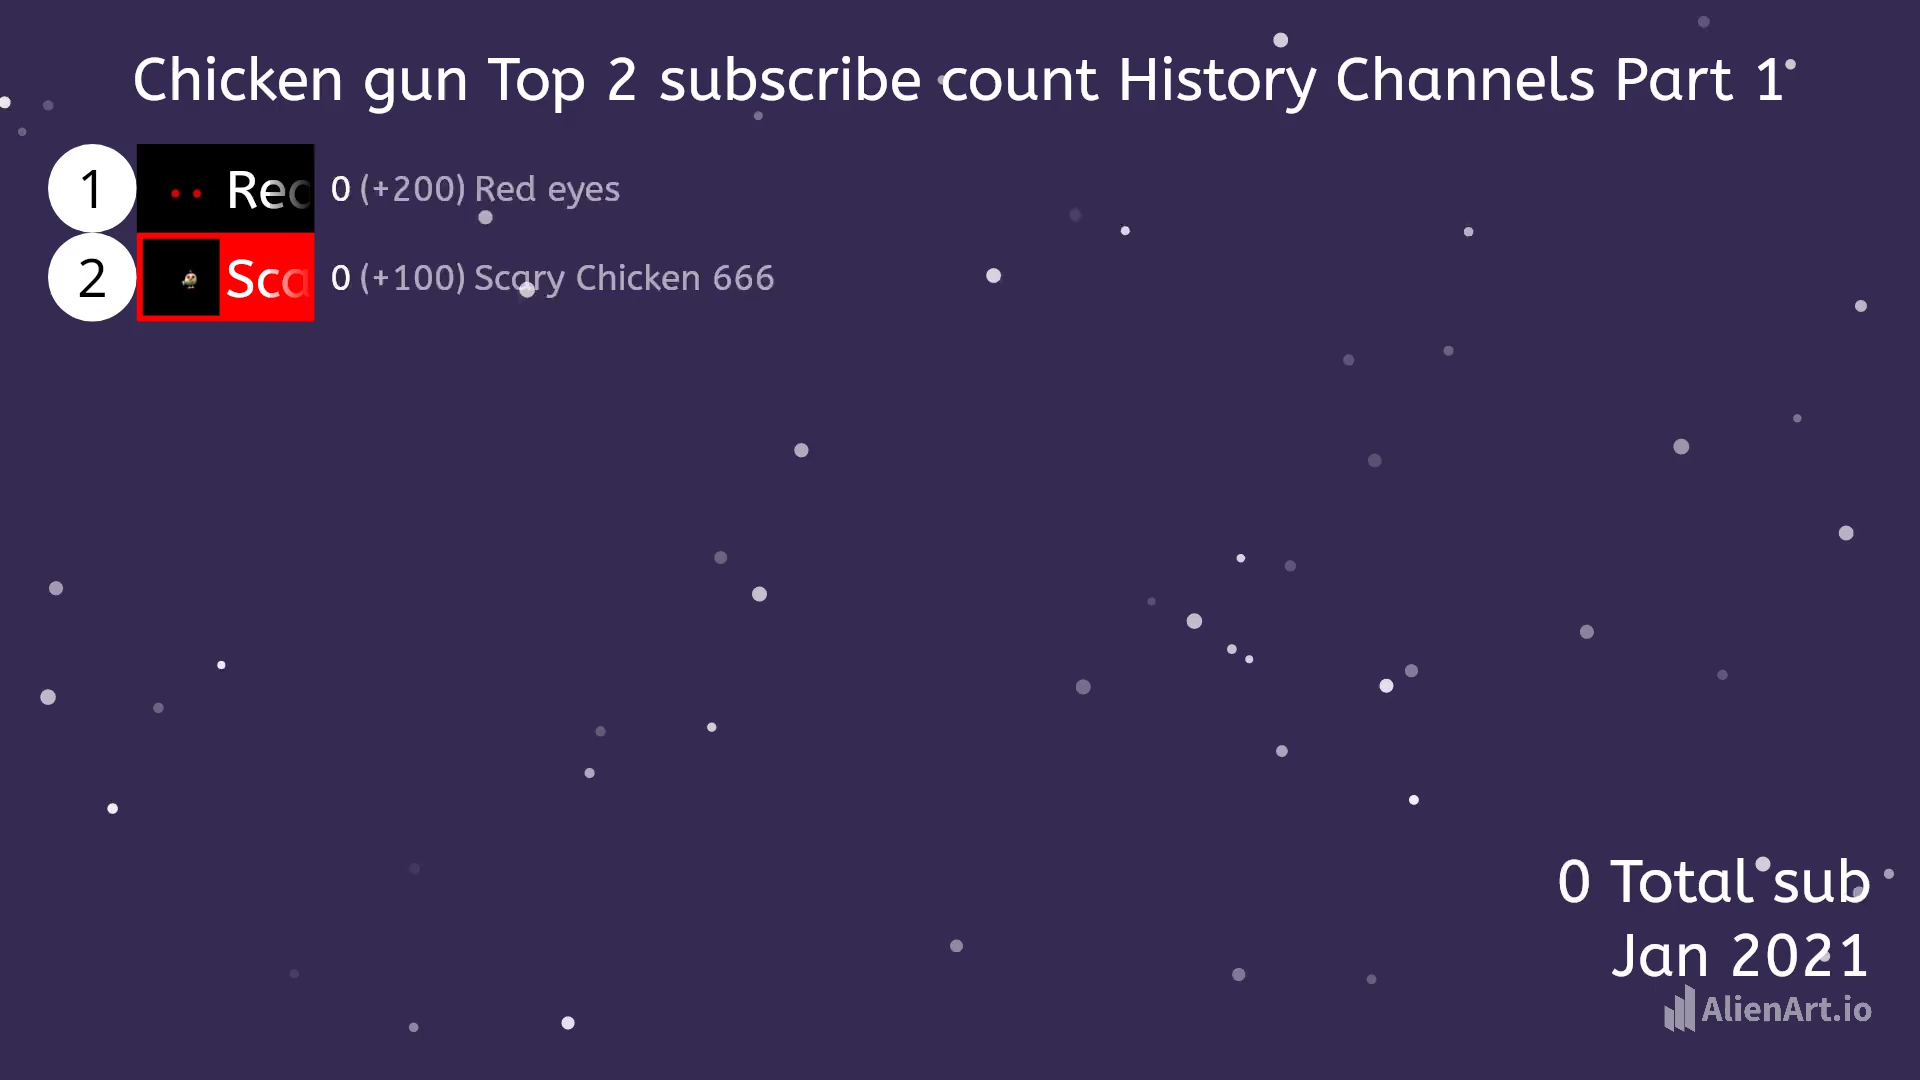 Chicken gun Top 2 subscribe count History Channels Part 1
1 Red 0 (+200) Red eyes
2 Sca 0 (+100) Scary Chicken 666
0 Total sub
Jan 2021
AlienArt.io